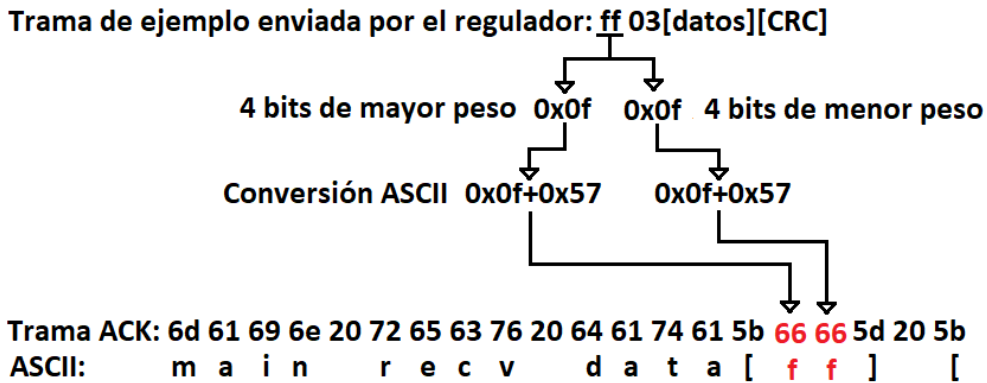 Trama de ejemplo enviada por el regulador: ff 03[datos][CRC]
4 bits de mayor peso 0x0f 0x0f 4 bits de menor peso
Conversión ASCII 0x0f+0x57 0x0f+0x57
Trama ACK: 6d 61 69 6e 20 72 65 63 76 20 64 61 74 61 5b 66 66 5d 20 5b
ASCII: m a i n r e c v d a t a [ f f ] [